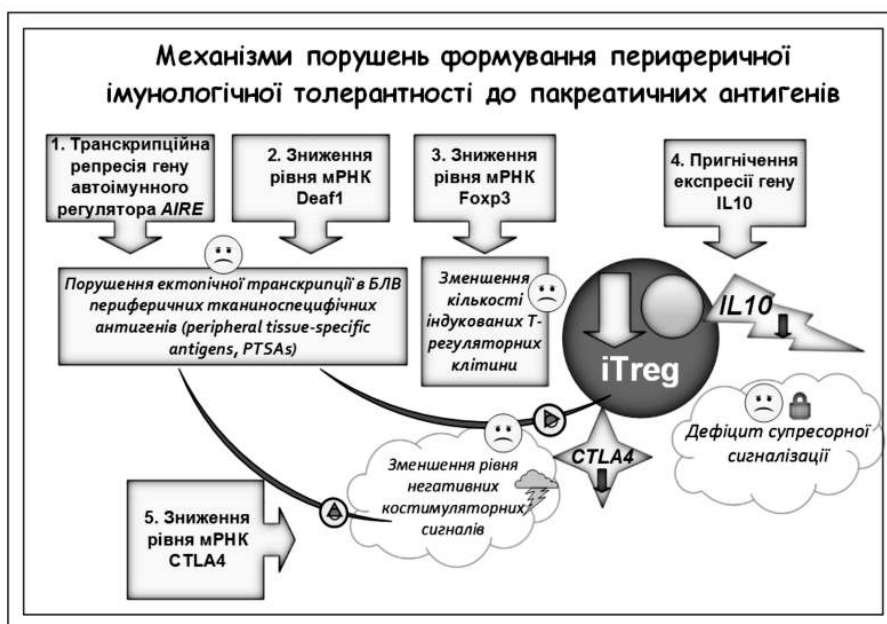 Механізми порушень формування периферичної
імунологічної толерантності до пакреатичних антигенів
1. Транскрипційна
репресія гену
автоімунного
регулятора AIRE
2. Зниження
рівня мРНК
Deaf1
3. Зниження
рівня мРНК
Foxp3
4. Пригнічення
експресії гену
IL10
Порушення ектопічної транскрипції в БЛВ
периферичних тканиноспецифічних
антигенів (peripheral tissue-specific
antigens, PTSAs)
Зменшення
кількості
індукованих Т-
регуляторних
клітини
iTreg
IL10
CTLA4
Дефіцит супресорної
сигналізації
Зменшення рівня
негативних
костимуляторних
сигналів
5. Зниження
рівня мРНК
CTLA4